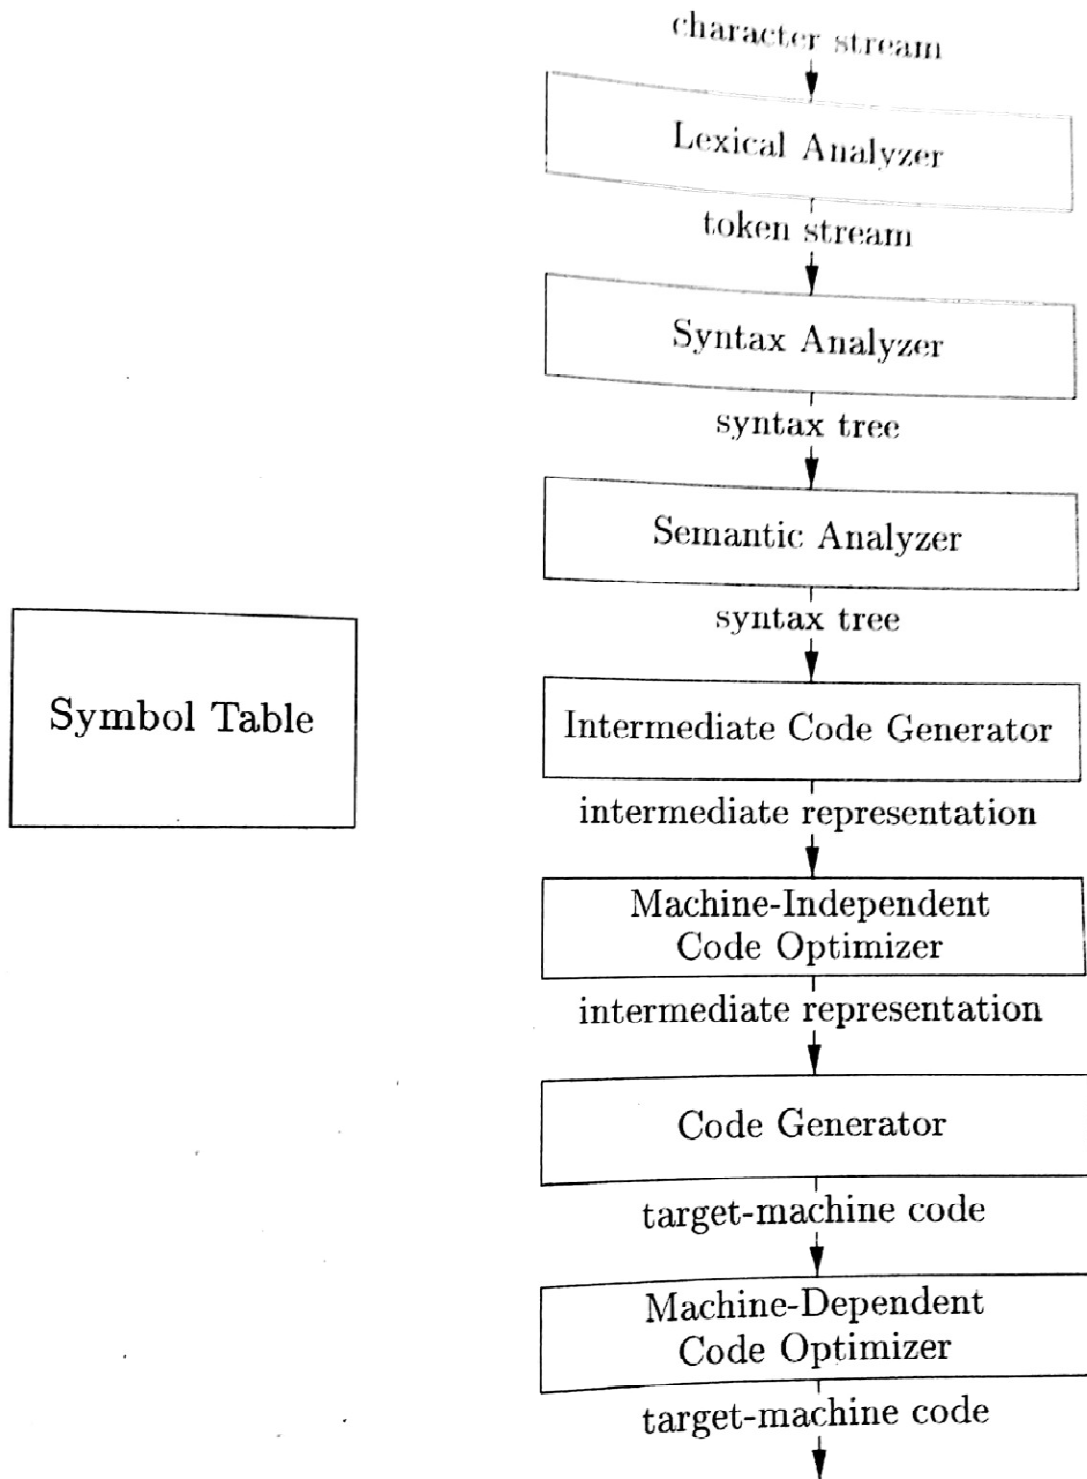 character stream
Lexical Analyzer
token stream
Syntax Analyzer
syntax tree
Semantic Analyzer
syntax tree
Symbol Table
Intermediate Code Generator
intermediate representation
Machine-Independent
Code Optimizer
intermediate representation
Code Generator
target-machine code
Machine-Dependent
Code Optimizer
target-machine code